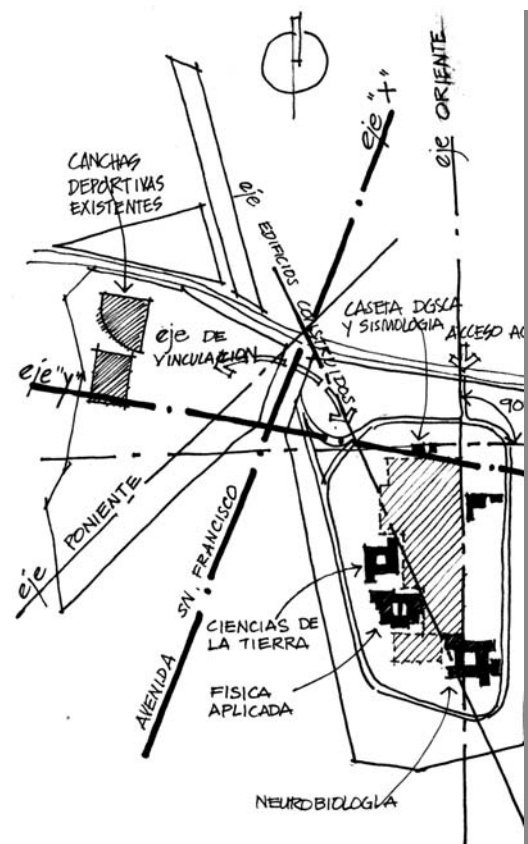 eje "+"
eje ORIENTE
CANCHAS
DEPORTIVAS
EXISTENTES
eje EDIFICIOS CONSTRUIDOS
CASETA DGSCA
Y SISMOLOGIA
ACCESO AC
eje DE
VINCULACION
90
eje "Y"
eje PONIENTE
AVENIDA SN. FRANCISCO
CIENCIAS DE
LA TIERRA
FISICA
APLICADA
NEUROBIOLOGIA